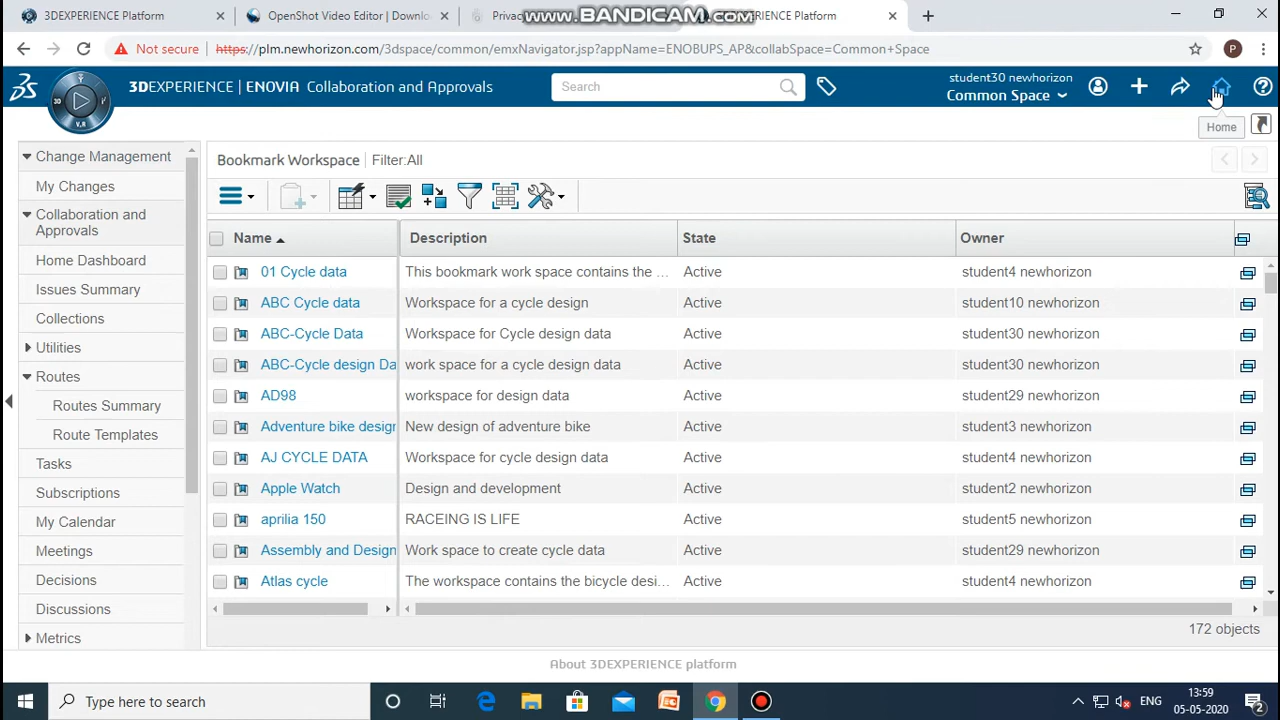 3DEXPERIENCE Platform
OpenShot Video Editor | Downlo
Priva
www.BANDICAM.com
EXPERIENCE Platform
Not secure
https://plm.newhorizon.com/3dspace/common/emxNavigator.jsp?appName=ENOBUPS_AP&collabSpace=Common+Space
P
3DEXPERIENCE | ENOVIA Collaboration and Approvals
Search
student30 newhorizon
Common Space
3D
V,R
Home
Change Management
My Changes
Collaboration and
Approvals
Home Dashboard
Issues Summary
Collections
Utilities
Routes
Routes Summary
Route Templates
Tasks
Subscriptions
My Calendar
Meetings
Decisions
Discussions
Metrics
Bookmark Workspace | Filter:All
Name Description State Owner
01 Cycle data This bookmark work space contains the ... Active student4 newhorizon
ABC Cycle data Workspace for a cycle design Active student10 newhorizon
ABC-Cycle Data Workspace for Cycle design data Active student30 newhorizon
ABC-Cycle design Da work space for a cycle design data Active student30 newhorizon
AD98 workspace for design data Active student29 newhorizon
Adventure bike design New design of adventure bike Active student3 newhorizon
AJ CYCLE DATA Workspace for cycle design data Active student4 newhorizon
Apple Watch Design and development Active student2 newhorizon
aprilia 150 RACEING IS LIFE Active student5 newhorizon
Assembly and Design Work space to create cycle data Active student29 newhorizon
Atlas cycle The workspace contains the bicycle desi... Active student4 newhorizon
172 objects
About 3DEXPERIENCE platform
Type here to search
ENG
13:59
05-05-2020
2